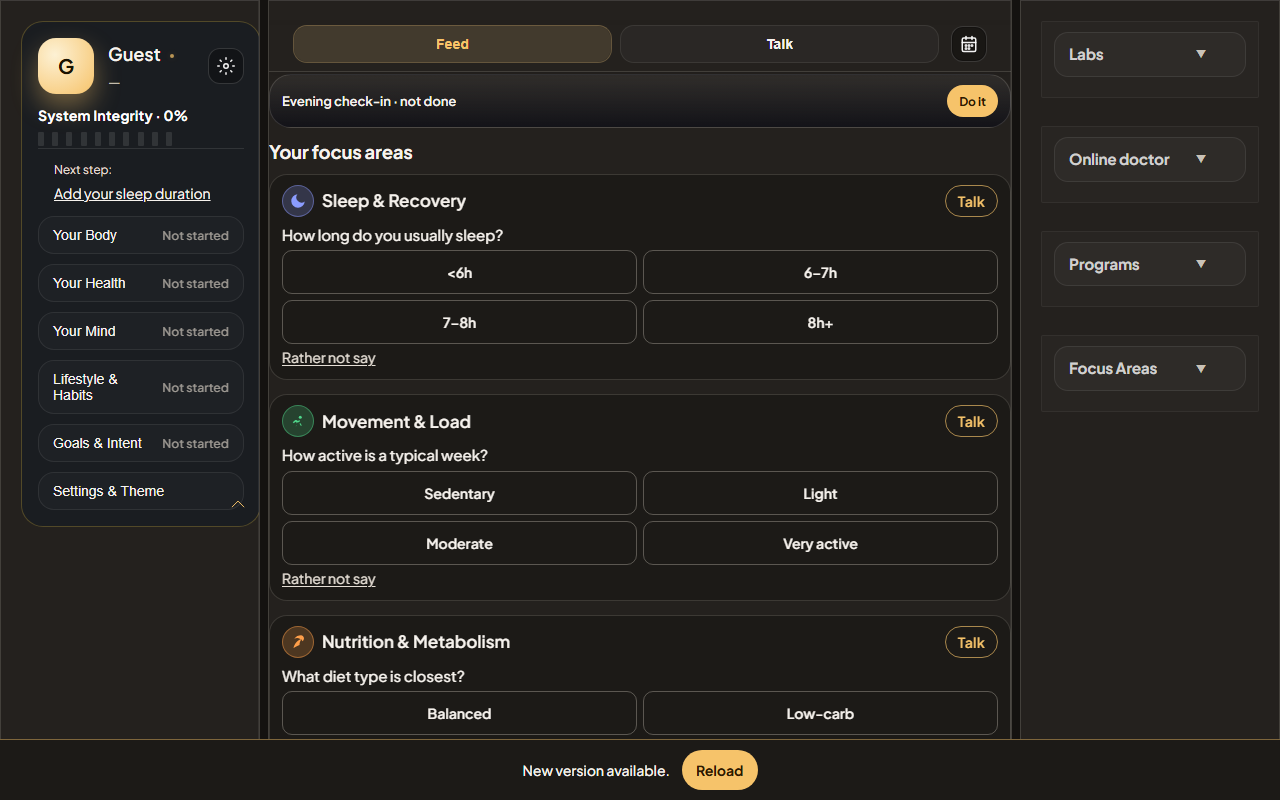 G
Guest
—
System Integrity · 0%
Next step:
Add your sleep duration
Your Body Not started
Your Health Not started
Your Mind Not started
Lifestyle &
Habits Not started
Goals & Intent Not started
Settings & Theme
Feed Talk
Evening check-in · not done Do it
Your focus areas
Sleep & Recovery Talk
How long do you usually sleep?
<6h 6–7h
7–8h 8h+
Rather not say
Movement & Load Talk
How active is a typical week?
Sedentary Light
Moderate Very active
Rather not say
Nutrition & Metabolism Talk
What diet type is closest?
Balanced Low-carb
Labs ▼
Online doctor ▼
Programs ▼
Focus Areas ▼
New version available. Reload